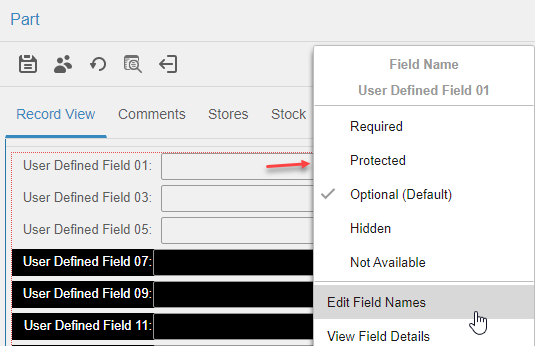 Part
Record View Comments Stores Stock
User Defined Field 01:
User Defined Field 03:
User Defined Field 05:
User Defined Field 07:
User Defined Field 09:
User Defined Field 11:
Field Name
User Defined Field 01
Required
Protected
Optional (Default)
Hidden
Not Available
Edit Field Names
View Field Details